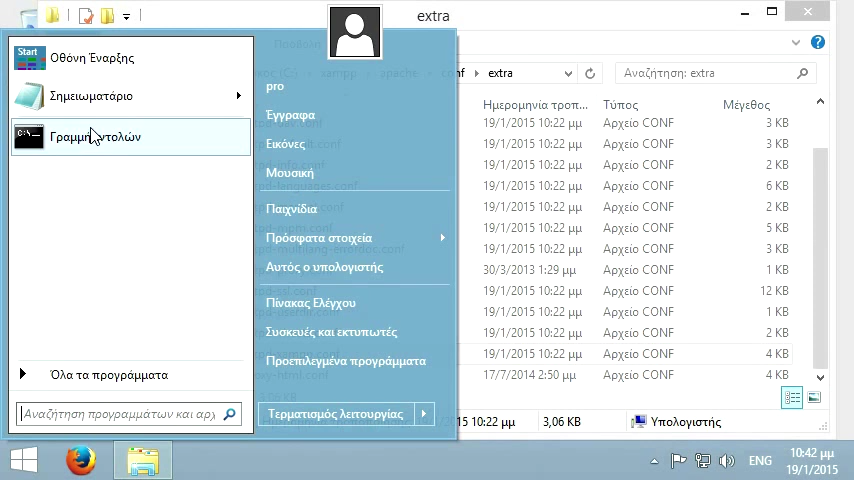 extra
Start
Οθόνη Έναρξης
Σημειωματάριο
Γραμμή εντολών
Όλα τα προγράμματα
Αναζήτηση προγραμμάτων και αρχ
pro
Έγγραφα
Εικόνες
Μουσική
Παιχνίδια
Πρόσφατα στοιχεία
Αυτός ο υπολογιστής
Πίνακας Ελέγχου
Συσκευές και εκτυπωτές
Προεπιλεγμένα προγράμματα
Τερματισμός λειτουργίας
(C:) xampp apache conf extra
Αναζήτηση: extra
Ημερομηνία τροπ... Τύπος Μέγεθος
19/1/2015 10:22 μμ Αρχείο CONF 3 KB
19/1/2015 10:22 μμ Αρχείο CONF 3 KB
19/1/2015 10:22 μμ Αρχείο CONF 2 KB
19/1/2015 10:22 μμ Αρχείο CONF 6 KB
19/1/2015 10:22 μμ Αρχείο CONF 2 KB
19/1/2015 10:22 μμ Αρχείο CONF 5 KB
19/1/2015 10:22 μμ Αρχείο CONF 3 KB
30/3/2013 1:29 μμ Αρχείο CONF 1 KB
19/1/2015 10:22 μμ Αρχείο CONF 12 KB
19/1/2015 10:22 μμ Αρχείο CONF 1 KB
19/1/2015 10:22 μμ Αρχείο CONF 2 KB
19/1/2015 10:22 μμ Αρχείο CONF 4 KB
17/7/2014 2:50 μμ Αρχείο CONF 4 KB
10:22 μμ 3,06 KB Υπολογιστής
ENG
10:42 μμ
19/1/2015